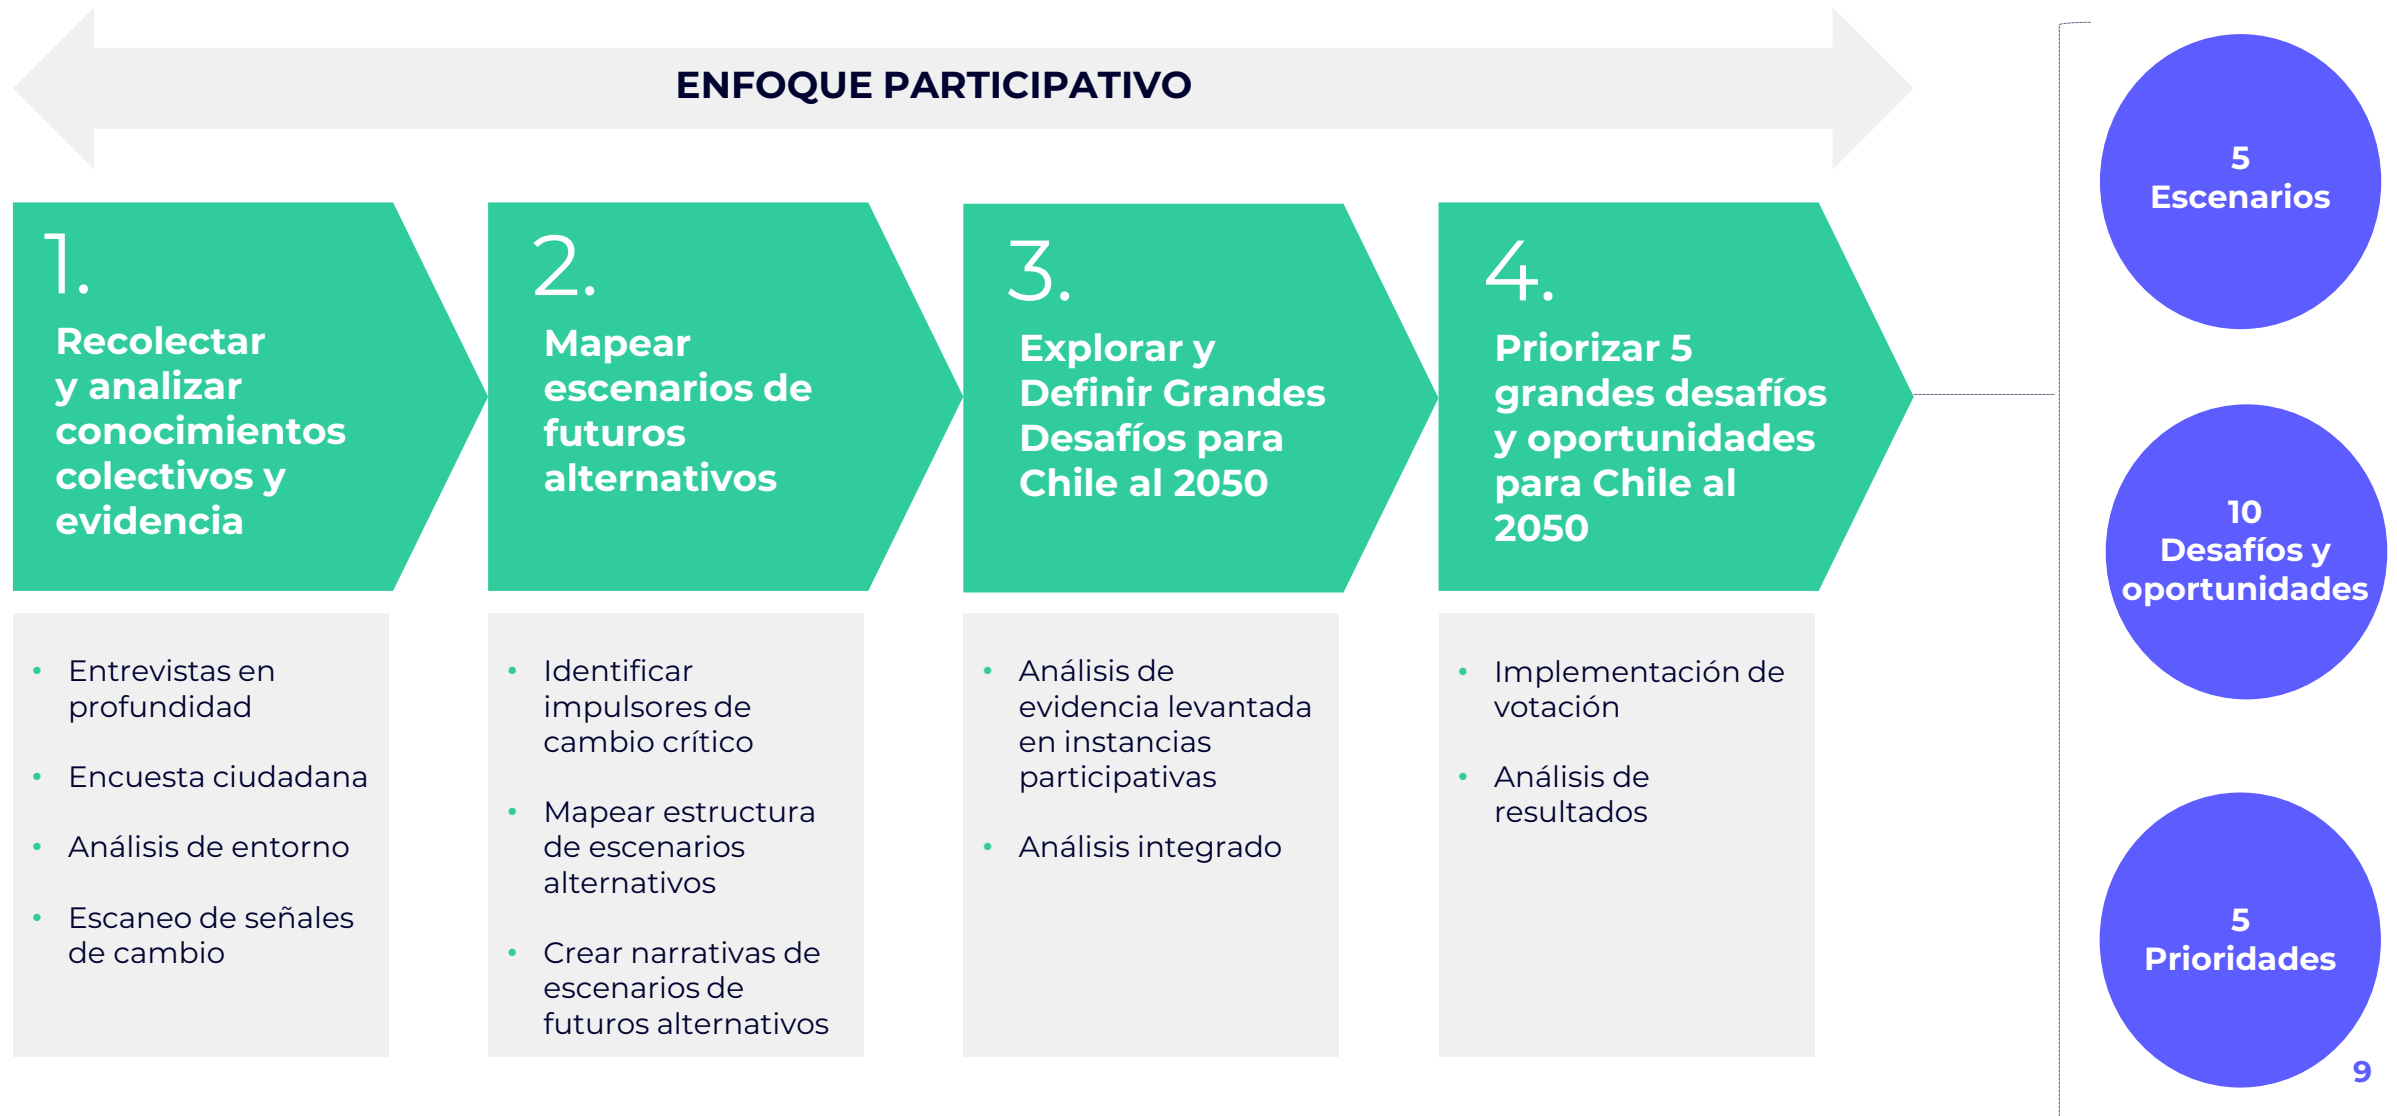 ENFOQUE PARTICIPATIVO
1.
Recolectar
y analizar
conocimientos
colectivos y
evidencia
• Entrevistas en
profundidad
• Encuesta ciudadana
• Análisis de entorno
• Escaneo de señales
de cambio
2.
Mapear
escenarios de
futuros
alternativos
• Identificar
impulsores de
cambio crítico
• Mapear estructura
de escenarios
alternativos
• Crear narrativas de
escenarios de
futuros alternativos
3.
Explorar y
Definir Grandes
Desafíos para
Chile al 2050
• Análisis de
evidencia levantada
en instancias
participativas
• Análisis integrado
4.
Priorizar 5
grandes desafíos
y oportunidades
para Chile al
2050
• Implementación de
votación
• Análisis de
resultados
5
Escenarios
10
Desafíos y
oportunidades
5
Prioridades
9